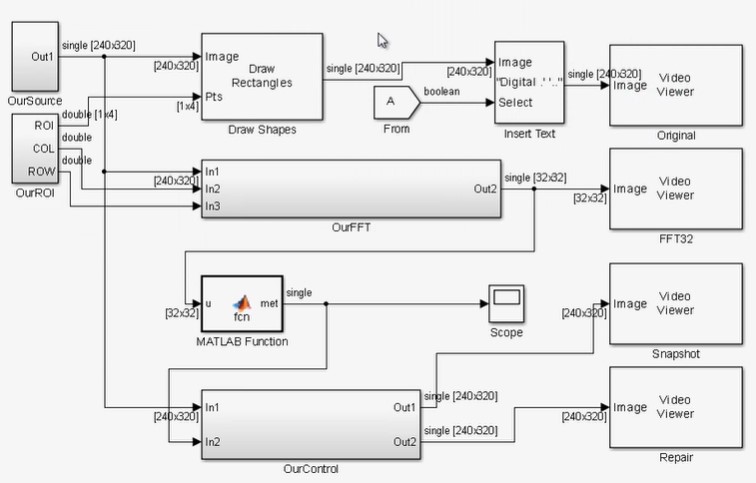 Out1
single [240x320]
OurSource
[240x320]
Image
Pts
Draw
Rectangles
[1x4]
Draw Shapes
single [240x320]
A
From
boolean
[240x320]
Image
"Digital .' '.."
Select
Insert Text
single [240x320]
Image
Video
Viewer
Original
ROI
COL
ROW
OurROI
double [1x4]
double
double
[240x320]
In1
In2
In3
Out2
OurFFT
single [32x32]
[32x32]
Image
Video
Viewer
FFT32
[32x32]
u
fcn
met
MATLAB Function
single
Scope
[240x320]
Image
Video
Viewer
Snapshot
[240x320]
In1
In2
Out1
Out2
OurControl
single [240x320]
single [240x320]
[240x320]
Image
Video
Viewer
Repair